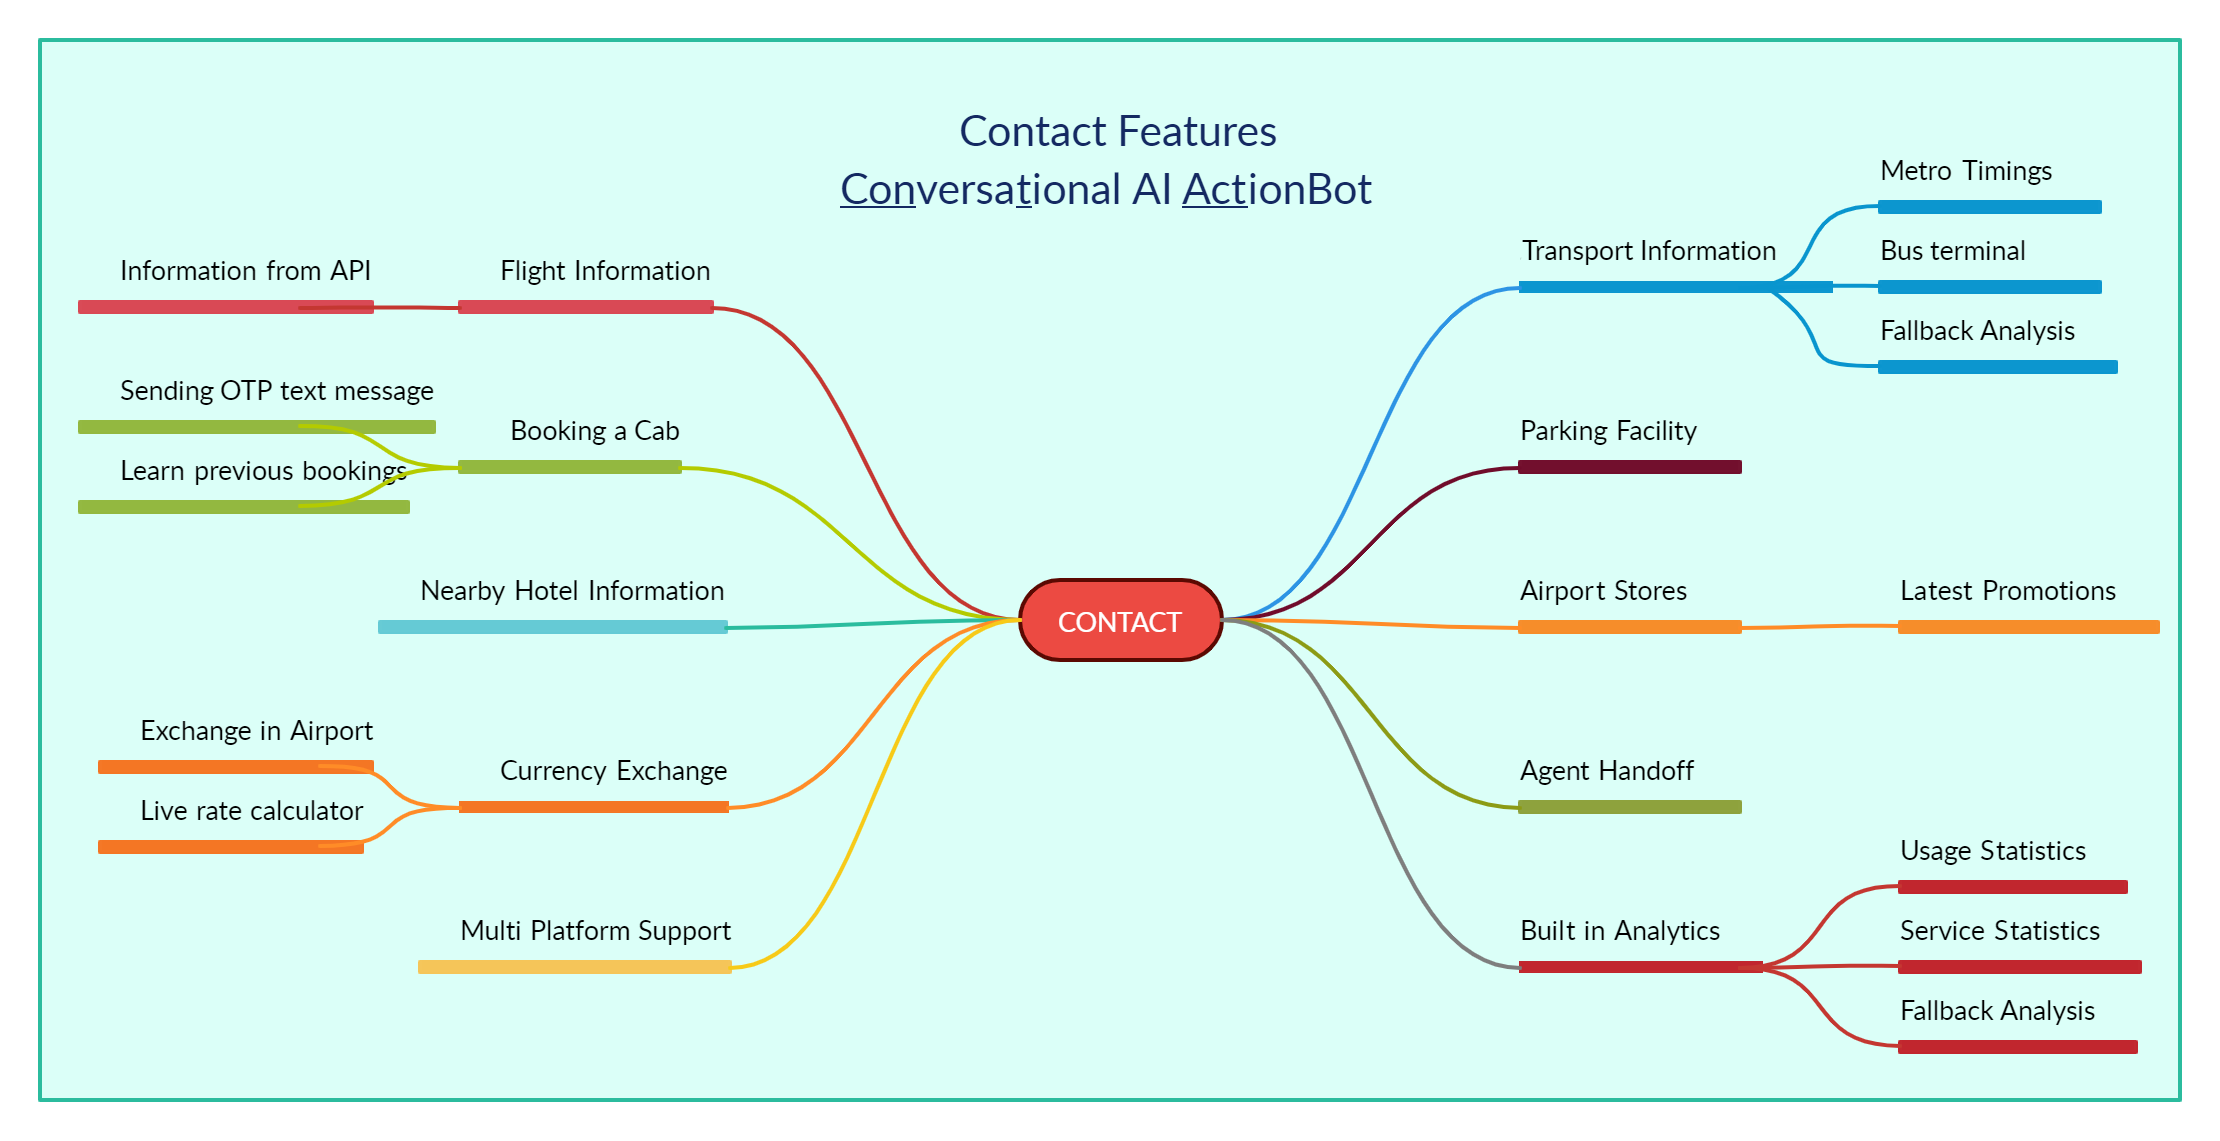 Contact Features
Conversational AI ActionBot
Information from API
Flight Information
Sending OTP text message
Learn previous bookings
Booking a Cab
Nearby Hotel Information
Exchange in Airport
Live rate calculator
Currency Exchange
Multi Platform Support
CONTACT
Transport Information
Metro Timings
Bus terminal
Fallback Analysis
Parking Facility
Airport Stores
Latest Promotions
Agent Handoff
Built in Analytics
Usage Statistics
Service Statistics
Fallback Analysis